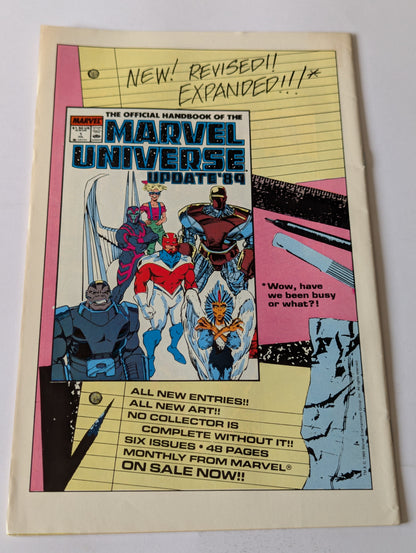 NEW! REVISED!!
EXPANDED...!!/*
THE OFFICIAL HANDBOOK OF THE
MARVEL
MARVEL
UNIVERSE
UPDATE '89
*Wow, have
we been busy
or what?!
ALL NEW ENTRIES!!
ALL NEW ART!!
NO COLLECTOR IS
COMPLETE WITHOUT IT!!
SIX ISSUES • 48 PAGES
MONTHLY FROM MARVEL®
ON SALE NOW!!